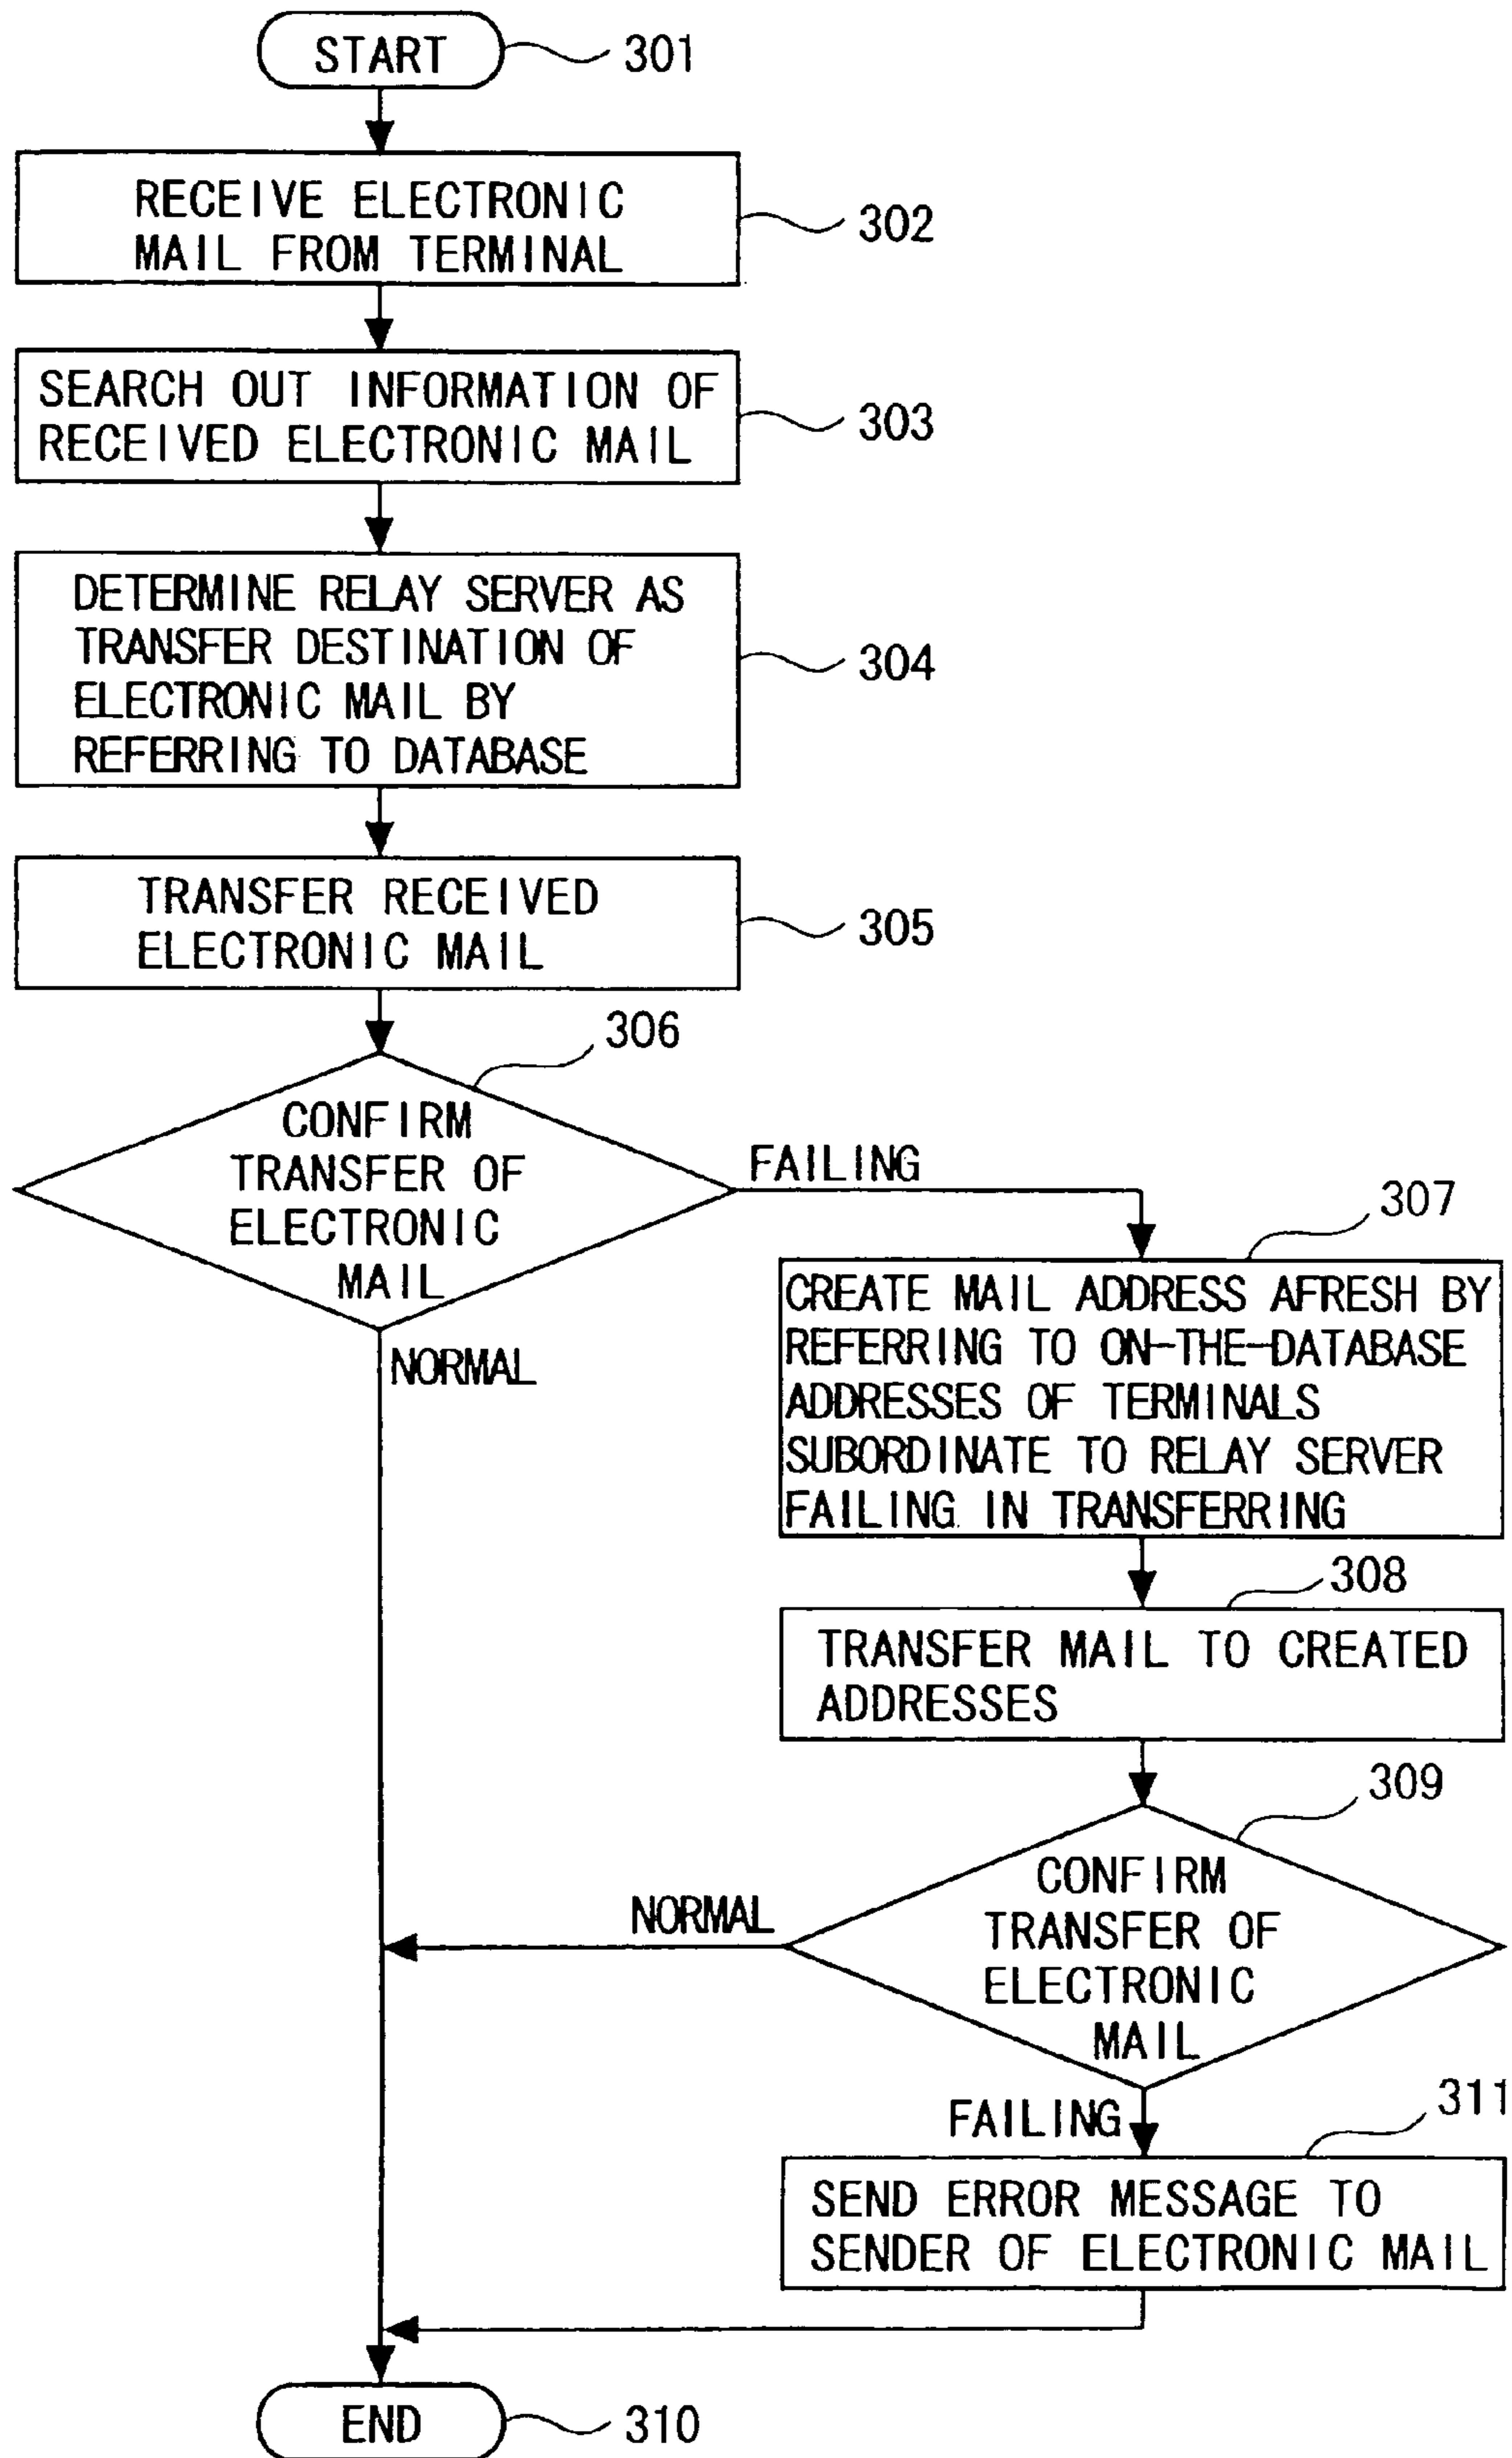 START
301
RECEIVE ELECTRONIC
MAIL FROM TERMINAL
302
SEARCH OUT INFORMATION OF
RECEIVED ELECTRONIC MAIL
303
DETERMINE RELAY SERVER AS
TRANSFER DESTINATION OF
ELECTRONIC MAIL BY
REFERRING TO DATABASE
304
TRANSFER RECEIVED
ELECTRONIC MAIL
305
306
CONFIRM
TRANSFER OF
ELECTRONIC
MAIL
FAILING
NORMAL
307
CREATE MAIL ADDRESS AFRESH BY
REFERRING TO ON-THE-DATABASE
ADDRESSES OF TERMINALS
SUBORDINATE TO RELAY SERVER
FAILING IN TRANSFERRING
308
TRANSFER MAIL TO CREATED
ADDRESSES
309
CONFIRM
TRANSFER OF
ELECTRONIC
MAIL
NORMAL
FAILING
311
SEND ERROR MESSAGE TO
SENDER OF ELECTRONIC MAIL
END
310